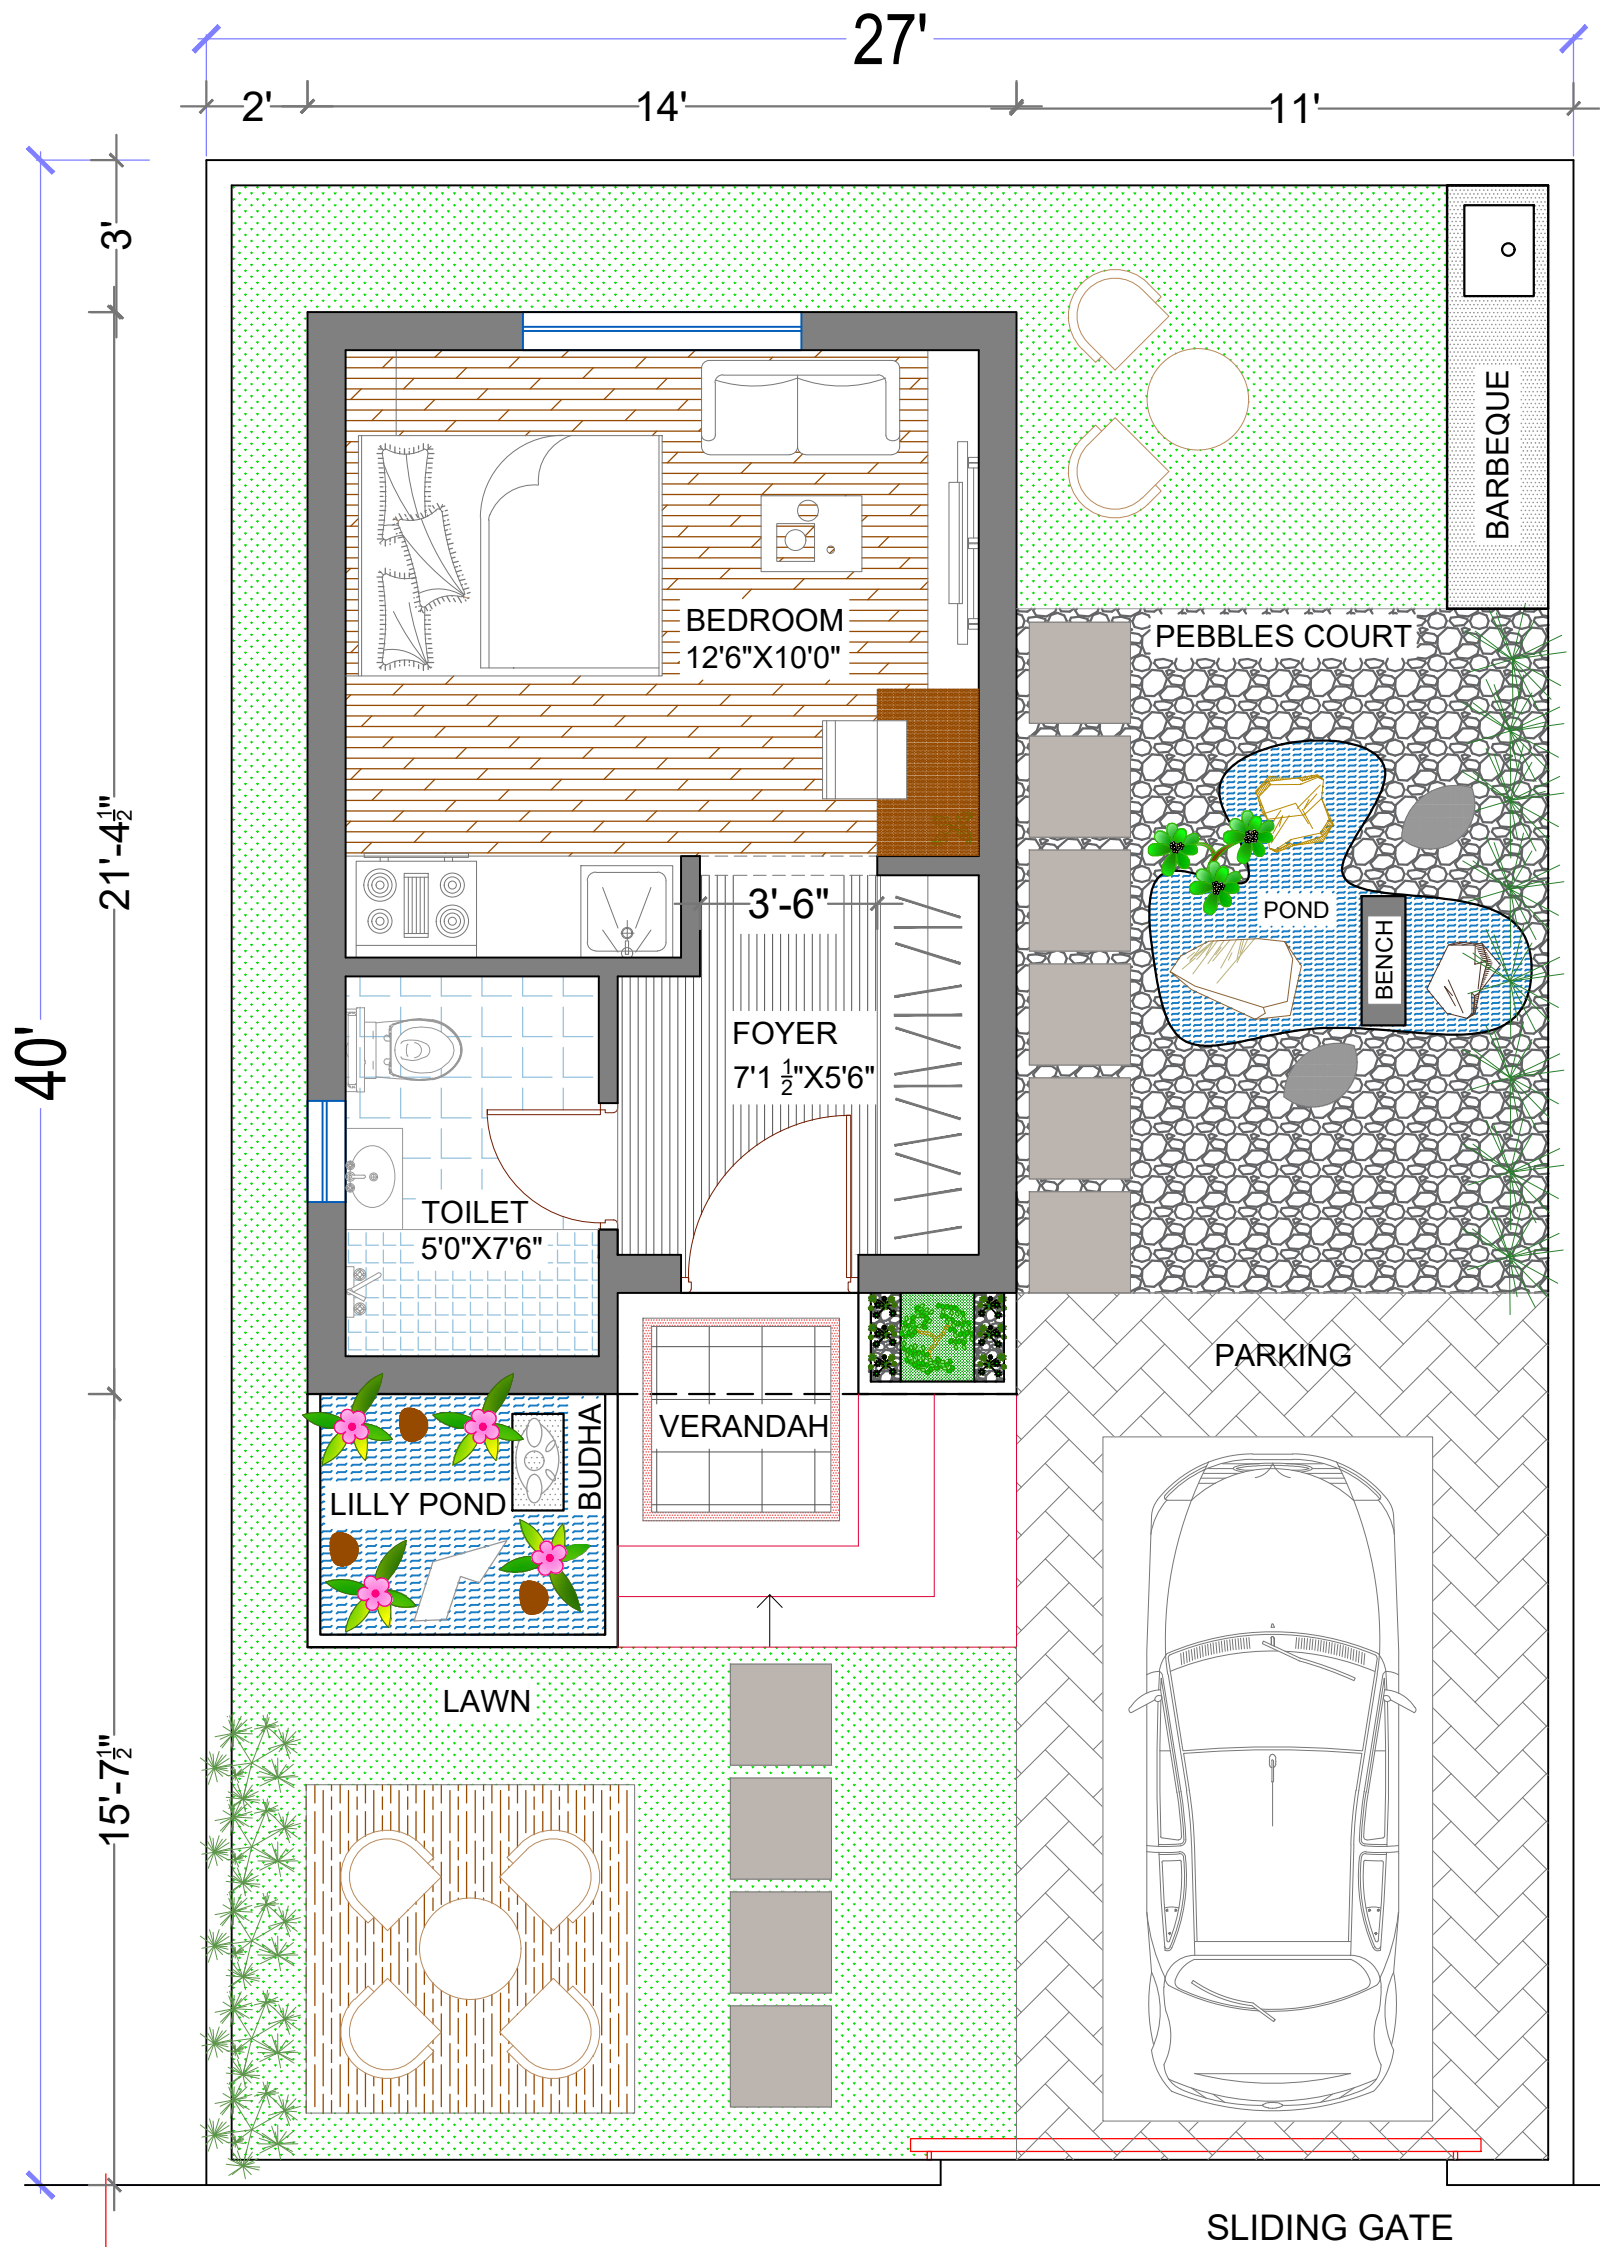 27'
2'
14'
11'
3'
BARBEQUE
BEDROOM
12'6"X10'0"
PEBBLES COURT
21'-4½"
3'-6"
POND
BENCH
40'
FOYER
7'1 ½"X5'6"
TOILET
5'0"X7'6"
PARKING
VERANDAH
BUDHA
LILLY POND
LAWN
15'-7½"
SLIDING GATE